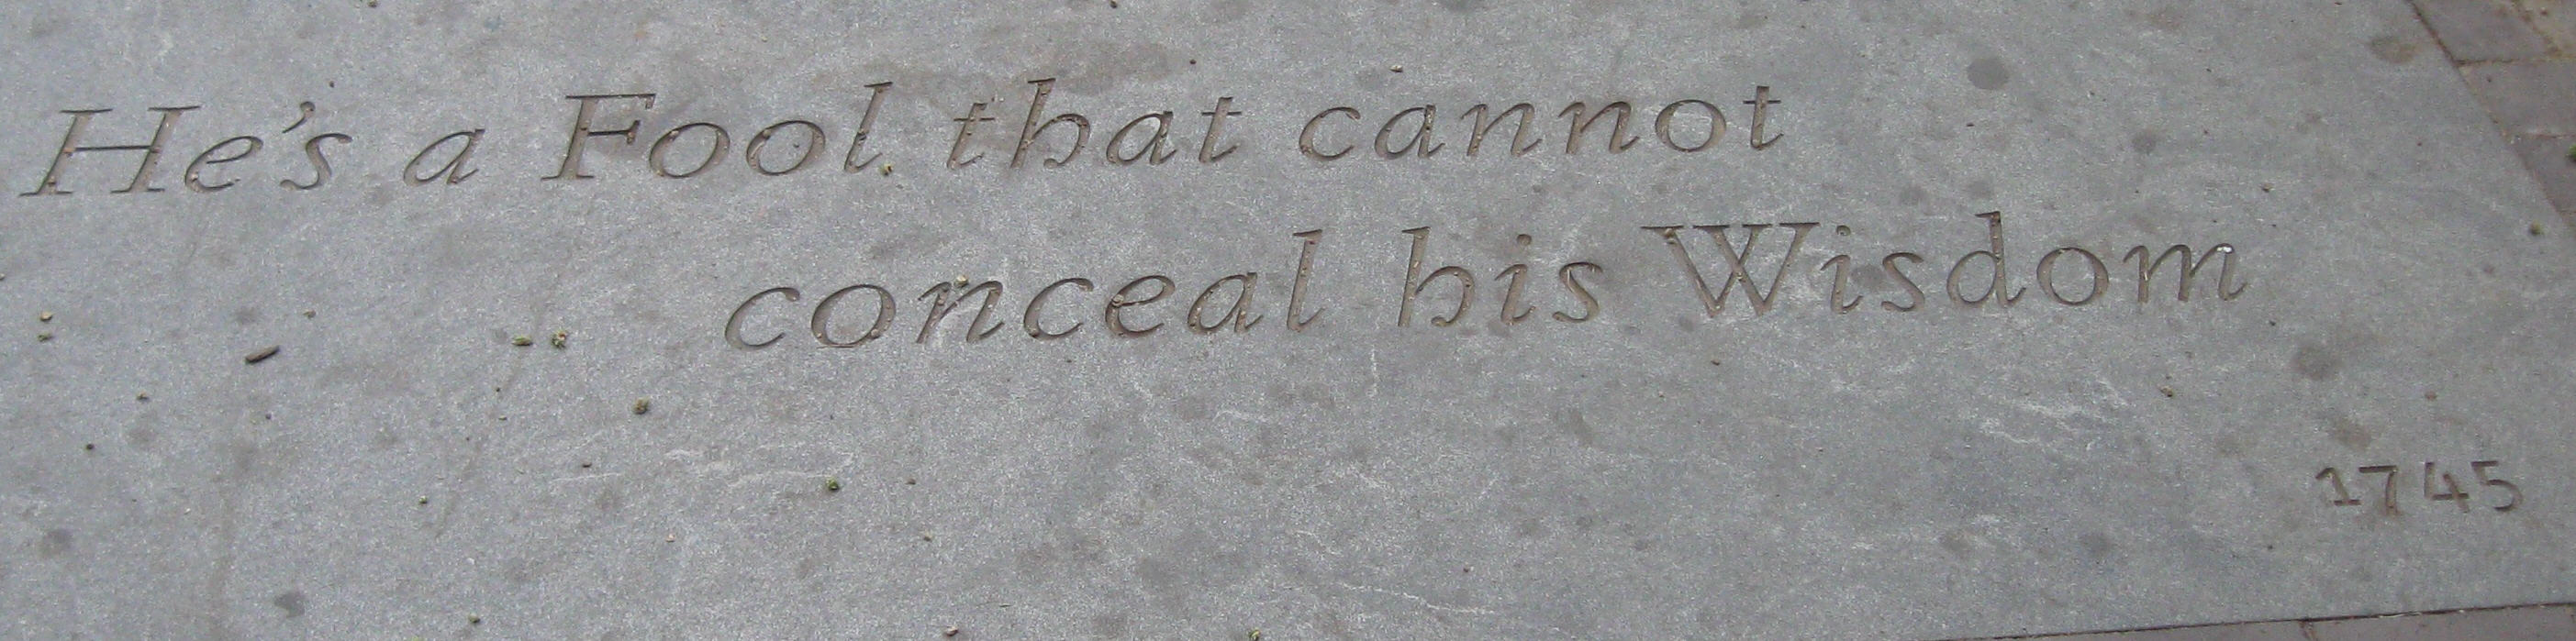 He's a Fool that cannot
conceal his Wisdom
1745